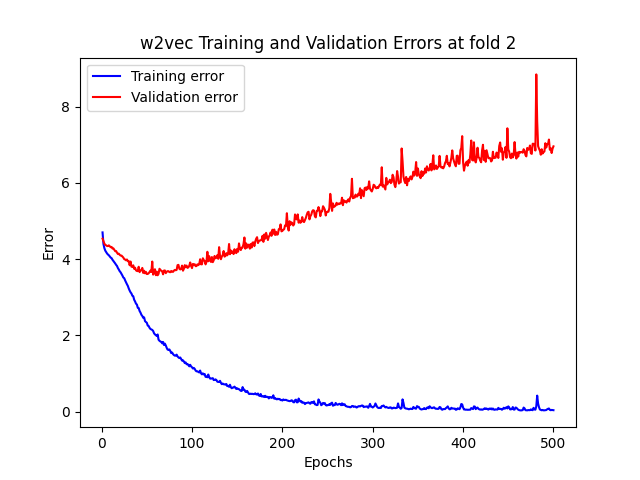 w2vec Training and Validation Errors at fold 2
Training error
Validation error
Error
8
6
4
2
0
0 100 200 300 400 500
Epochs